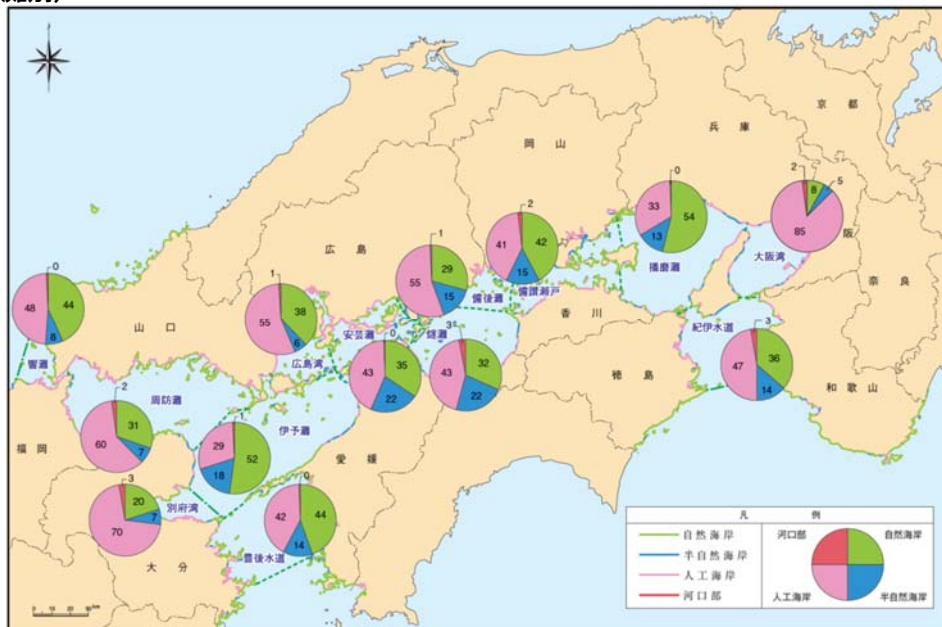 京都
兵庫
岡山
広島
山口
福岡
大分
愛媛
香川
徳島
阪
奈良
和歌山
0
48
44
8
響灘
1
55
38
6
広島湾
安芸灘
1
55
29
15
備後灘
2
41
42
15
備讃瀬戸
0
33
54
13
播磨灘
2
8
5
85
大阪湾
0
43
35
22
燧灘
3
43
32
22
紀伊水道
3
47
36
14
周防灘
2
31
60
7
伊予灘
1
29
52
18
別府湾
3
20
7
70
0
42
44
14
豊後水道
凡例
自然海岸
半自然海岸
人工海岸
河口部
河口部
自然海岸
人工海岸
半自然海岸